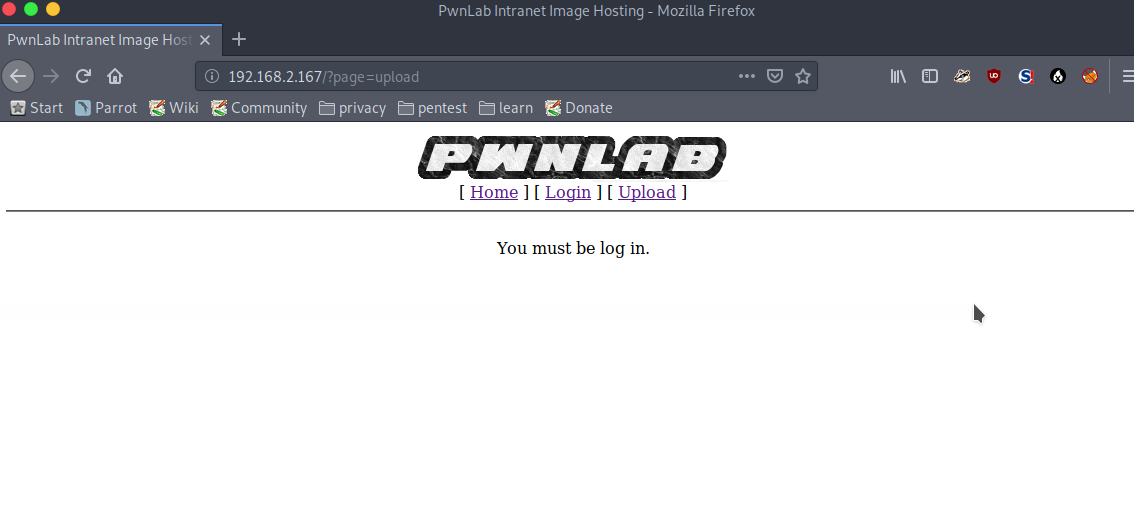 PwnLab Intranet Image Hosting - Mozilla Firefox
PwnLab Intranet Image Host
192.168.2.167/?page=upload
Start Parrot Wiki Community privacy pentest learn Donate
PWNLAB
[ Home ] [ Login ] [ Upload ]
You must be log in.